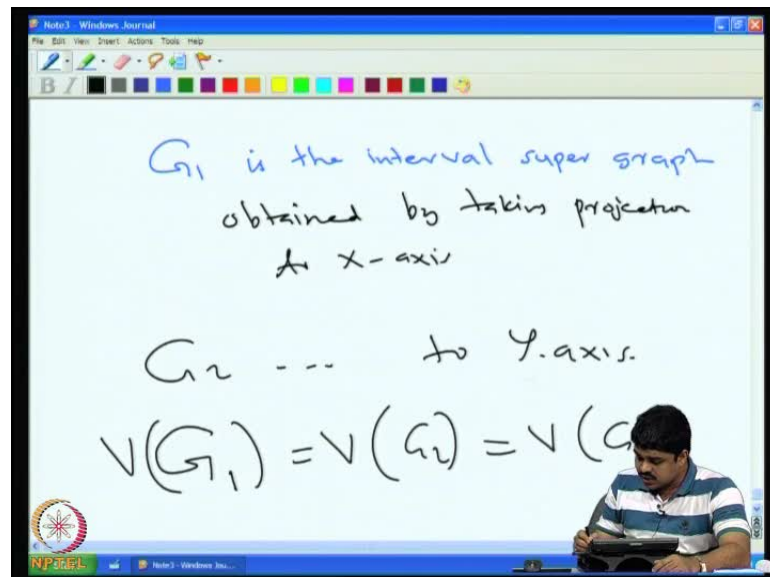 Note3 - Windows Journal
File Edit View Insert Actions Tools Help
B I
G1 is the interval super graph
obtained by taking projection
to X-axis
G2 ... to Y-axis.
V(G1) = V(G2) = V(G
NPTEL
Note3 - Windows Jou...